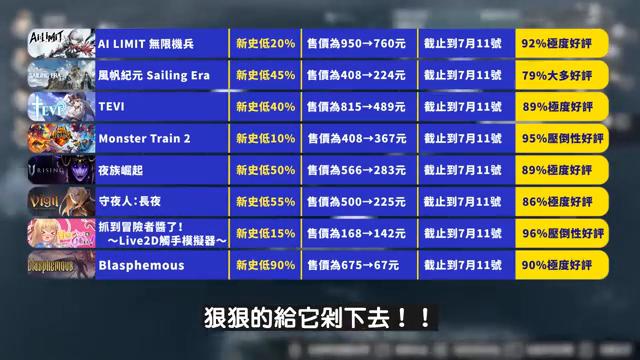 AI LIMIT
AI LIMIT 無限機兵 新史低20% 售價為950→760元 截止到7月11號 92%極度好評
SAILING ERA
風帆紀元 Sailing Era 新史低45% 售價為408→224元 截止到7月11號 79%大多好評
TEVI
TEVI 新史低40% 售價為815→489元 截止到7月11號 89%極度好評
Monster Train 2 新史低10% 售價為408→367元 截止到7月11號 95%壓倒性好評
V RISING
夜族崛起 新史低50% 售價為566→283元 截止到7月11號 89%極度好評
Vigil
守夜人：長夜 新史低55% 售價為500→225元 截止到7月11號 86%極度好評
抓到冒險者醬了！
～Live2D觸手模擬器～ 新史低15% 售價為168→142元 截止到7月11號 96%壓倒性好評
Blasphemous
Blasphemous 新史低90% 售價為675→67元 截止到7月11號 90%極度好評
狠狠的給它剁下去！！